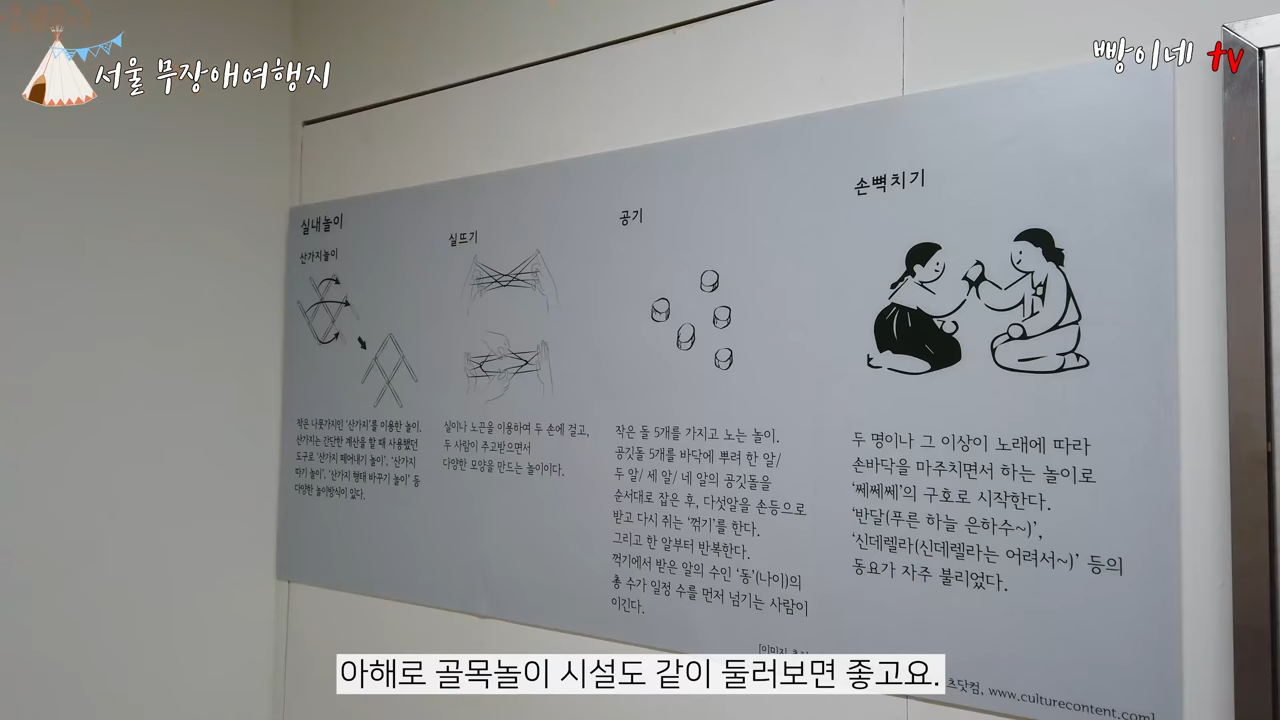 서울 무장애여행지
빵이네 tv
실내놀이
산가지놀이
작은 나뭇가지인 '산가지'를 이용한 놀이.
산가지는 간단한 계산을 할 때 사용했던
도구로 '산가지 떼어내기 놀이', '산가지
따기 놀이', '산가지 형태 바꾸기 놀이' 등
다양한 놀이방식이 있다.
실뜨기
실이나 노끈을 이용하여 두 손에 걸고,
두 사람이 주고받으면서
다양한 모양을 만드는 놀이이다.
공기
작은 돌 5개를 가지고 노는 놀이.
공깃돌 5개를 바닥에 뿌려 한 알/
두 알/ 세 알/ 네 알의 공깃돌을
순서대로 잡은 후, 다섯알을 손등으로
받고 다시 쥐는 '꺾기'를 한다.
그리고 한 알부터 반복한다.
꺽기에서 받은 알의 수인 '동'(나이)의
총 수가 일정 수를 먼저 넘기는 사람이
이긴다.
손뼉치기
두 명이나 그 이상이 노래에 따라
손바닥을 마주치면서 하는 놀이로
'쎄쎄쎄'의 구호로 시작한다.
'반달(푸른 하늘 은하수~)',
'신데렐라(신데렐라는 어려서~)' 등의
동요가 자주 불리었다.
츠닷컴, www.culturecontent.com]
아해로 골목놀이 시설도 같이 둘러보면 좋고요.